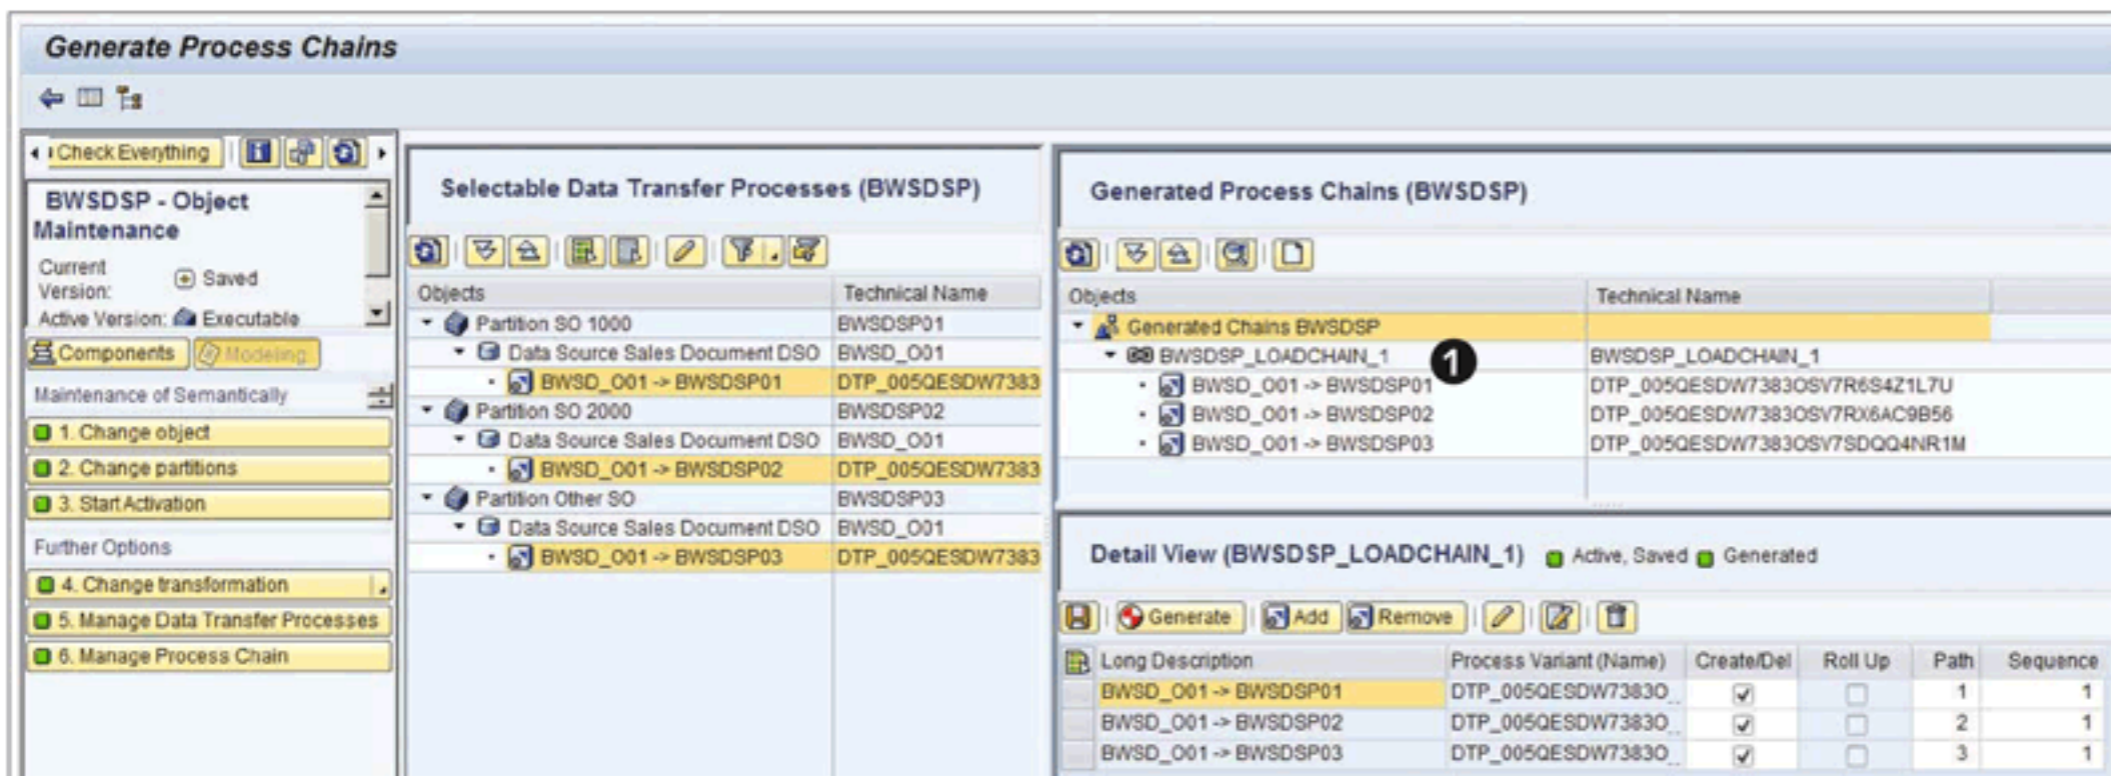 Generate Process Chains
Check Everything
BWSDSP - Object
Maintenance
Current
Version:
Saved
Active Version: Executable
Components
Modeling
Maintenance of Semantically
1. Change object
2. Change partitions
3. Start Activation
Further Options
4. Change transformation
5. Manage Data Transfer Processes
6. Manage Process Chain
Selectable Data Transfer Processes (BWSDSP)
Objects Technical Name
Partition SO 1000 BWSDSP01
Data Source Sales Document DSO BWSD_O01
BWSD_O01 -> BWSDSP01 DTP_005QESDW7383
Partition SO 2000 BWSDSP02
Data Source Sales Document DSO BWSD_O01
BWSD_O01 -> BWSDSP02 DTP_005QESDW7383
Partition Other SO BWSDSP03
Data Source Sales Document DSO BWSD_O01
BWSD_O01 -> BWSDSP03 DTP_005QESDW7383
Generated Process Chains (BWSDSP)
Objects Technical Name
Generated Chains BWSDSP
BWSDSP_LOADCHAIN_1 1 BWSDSP_LOADCHAIN_1
BWSD_O01 -> BWSDSP01 DTP_005QESDW7383OSV7R6S4Z1L7U
BWSD_O01 -> BWSDSP02 DTP_005QESDW7383OSV7RX6AC9B56
BWSD_O01 -> BWSDSP03 DTP_005QESDW7383OSV7SDQQ4NR1M
Detail View (BWSDSP_LOADCHAIN_1) Active, Saved Generated
Generate Add Remove
Long Description Process Variant (Name) Create/Del Roll Up Path Sequence
BWSD_O01 -> BWSDSP01 DTP_005QESDW7383O... 1 1
BWSD_O01 -> BWSDSP02 DTP_005QESDW7383O... 2 1
BWSD_O01 -> BWSDSP03 DTP_005QESDW7383O... 3 1